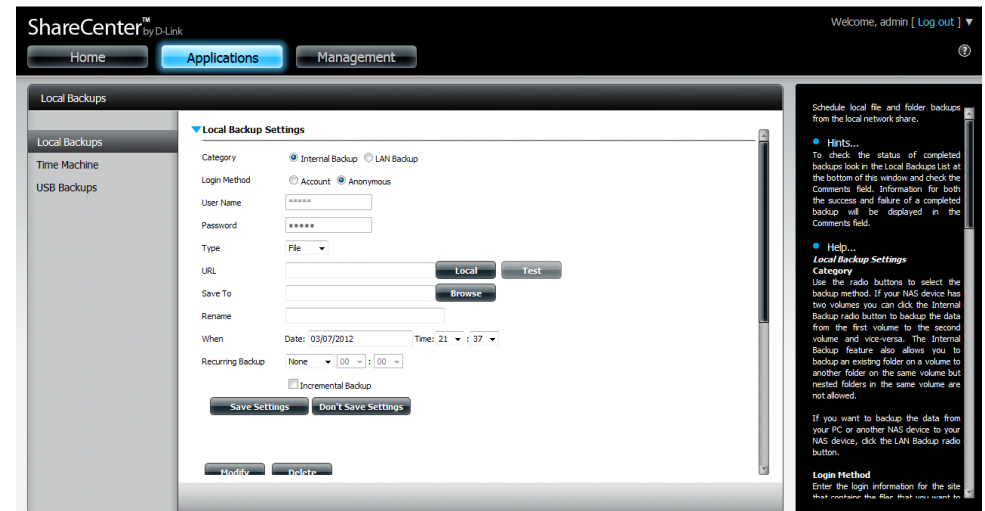 ShareCenter™ by D-Link
Welcome, admin [ Log out ] ▼
Home
Applications
Management
?
Local Backups
Local Backups
Time Machine
USB Backups
▼Local Backup Settings
Category Internal Backup LAN Backup
Login Method Account Anonymous
User Name *****
Password •••••
Type File
URL Local Test
Save To Browse
Rename
When Date: 03/07/2012 Time: 21 : 37
Recurring Backup None 00 : 00
Incremental Backup
Save Settings Don't Save Settings
Modify Delete
Schedule local file and folder backups
from the local network share.
Hints...
To check the status of completed
backups look in the Local Backups List at
the bottom of this window and check the
Comments field. Information for both
the success and failure of a completed
backup will be displayed in the
Comments field.
Help...
Local Backup Settings
Category
Use the radio buttons to select the
backup method. If your NAS device has
two volumes you can click the Internal
Backup radio button to backup the data
from the first volume to the second
volume and vice-versa. The Internal
Backup feature also allows you to
backup an existing folder on a volume to
another folder on the same volume but
nested folders in the same volume are
not allowed.
If you want to backup the data from
your PC or another NAS device to your
NAS device, click the LAN Backup radio
button.
Login Method
Enter the login information for the site
that contains the files that you want to